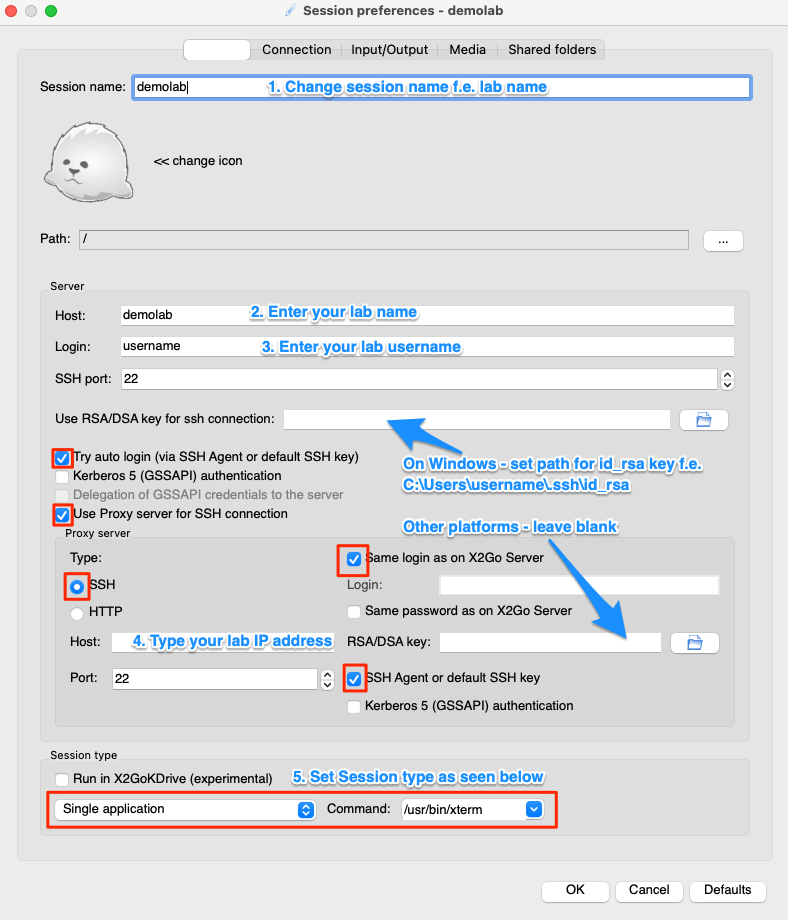 Session preferences - demolab
Connection Input/Output Media Shared folders
Session name: demolab 1. Change session name f.e. lab name
<< change icon
Path: / ...
Server
Host: demolab 2. Enter your lab name
Login: username 3. Enter your lab username
SSH port: 22
Use RSA/DSA key for ssh connection:
Try auto login (via SSH Agent or default SSH key)
On Windows - set path for id_rsa key f.e.
C:\Users\username\.ssh\id_rsa
Kerberos 5 (GSSAPI) authentication
Delegation of GSSAPI credentials to the server
Use Proxy server for SSH connection
Other platforms - leave blank
Proxy server
Type:
Same login as on X2Go Server
SSH
Login:
HTTP
Same password as on X2Go Server
Host: 4. Type your lab IP address RSA/DSA key:
Port: 22
SSH Agent or default SSH key
Kerberos 5 (GSSAPI) authentication
Session type
Run in X2GoKDrive (experimental) 5. Set Session type as seen below
Single application Command: /usr/bin/xterm
OK Cancel Defaults